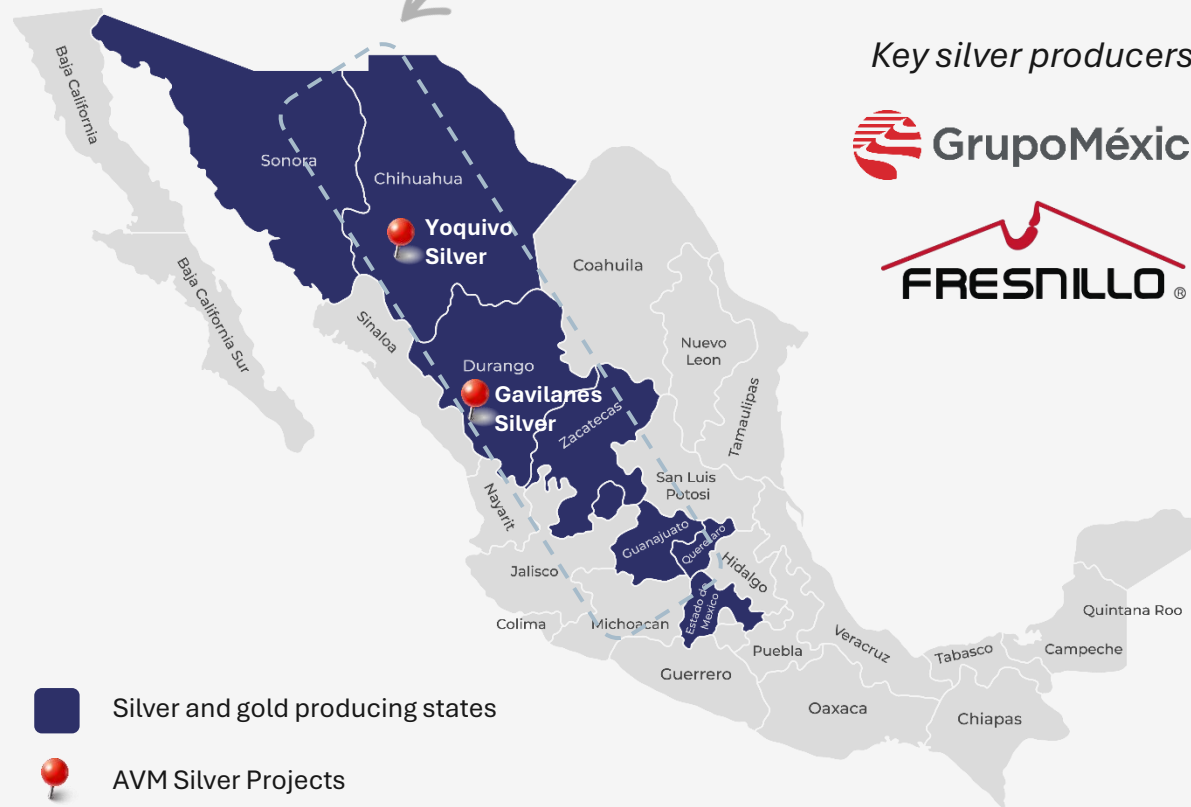 Key silver producers
GrupoMéxic
FRESNILLO ®
Baja California
Sonora
Chihuahua
Yoquivo
Silver
Coahuila
Baja California Sur
Sinaloa
Nuevo
Leon
Durango
Gavilanes
Silver
Zacatecas
Tamaulipas
San Luis
Potosi
Nayarit
Guanajuato
Queretaro
Hidalgo
Jalisco
Estado de
Mexico
Colima
Michoacan
Quintana Roo
Veracruz
Puebla
Tabasco
Campeche
Guerrero
Oaxaca
Chiapas
Silver and gold producing states
AVM Silver Projects